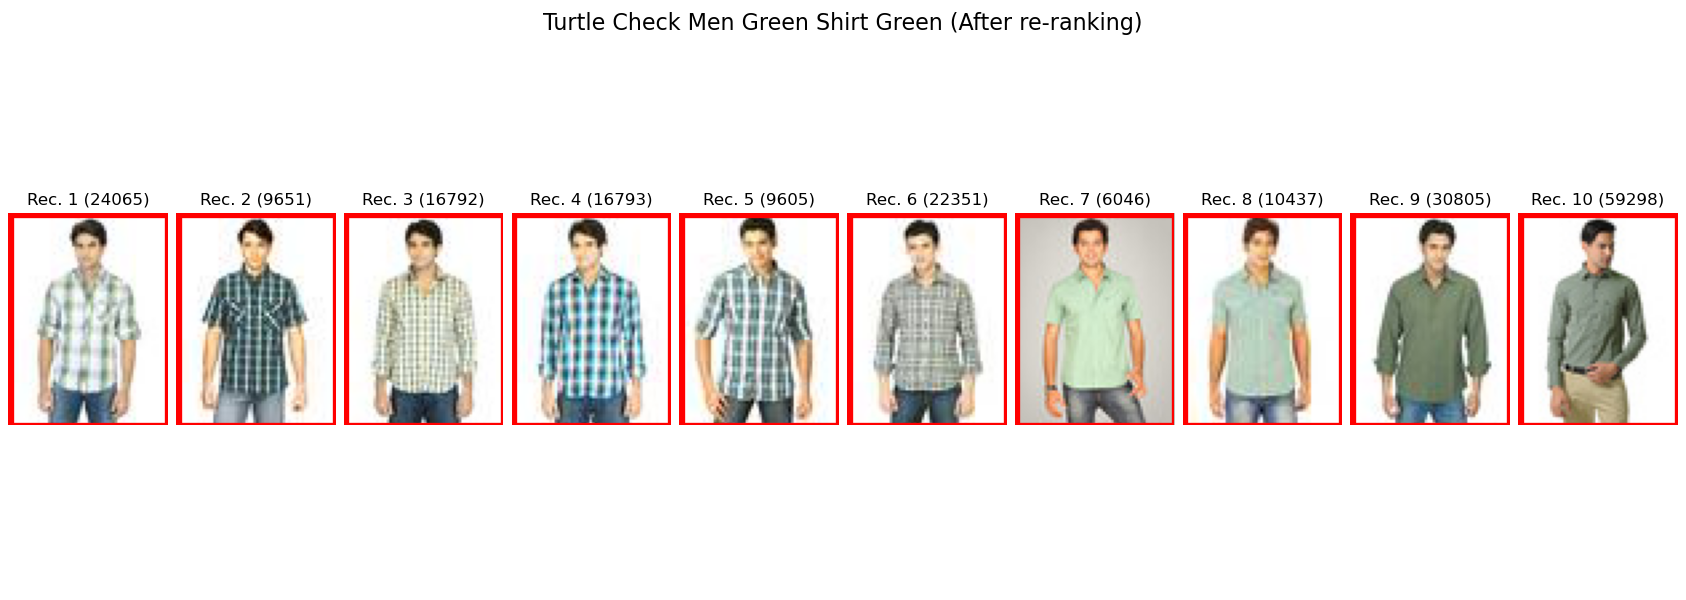 Turtle Check Men Green Shirt Green (After re-ranking)
Rec. 1 (24065)
Rec. 2 (9651)
Rec. 3 (16792)
Rec. 4 (16793)
Rec. 5 (9605)
Rec. 6 (22351)
Rec. 7 (6046)
Rec. 8 (10437)
Rec. 9 (30805)
Rec. 10 (59298)